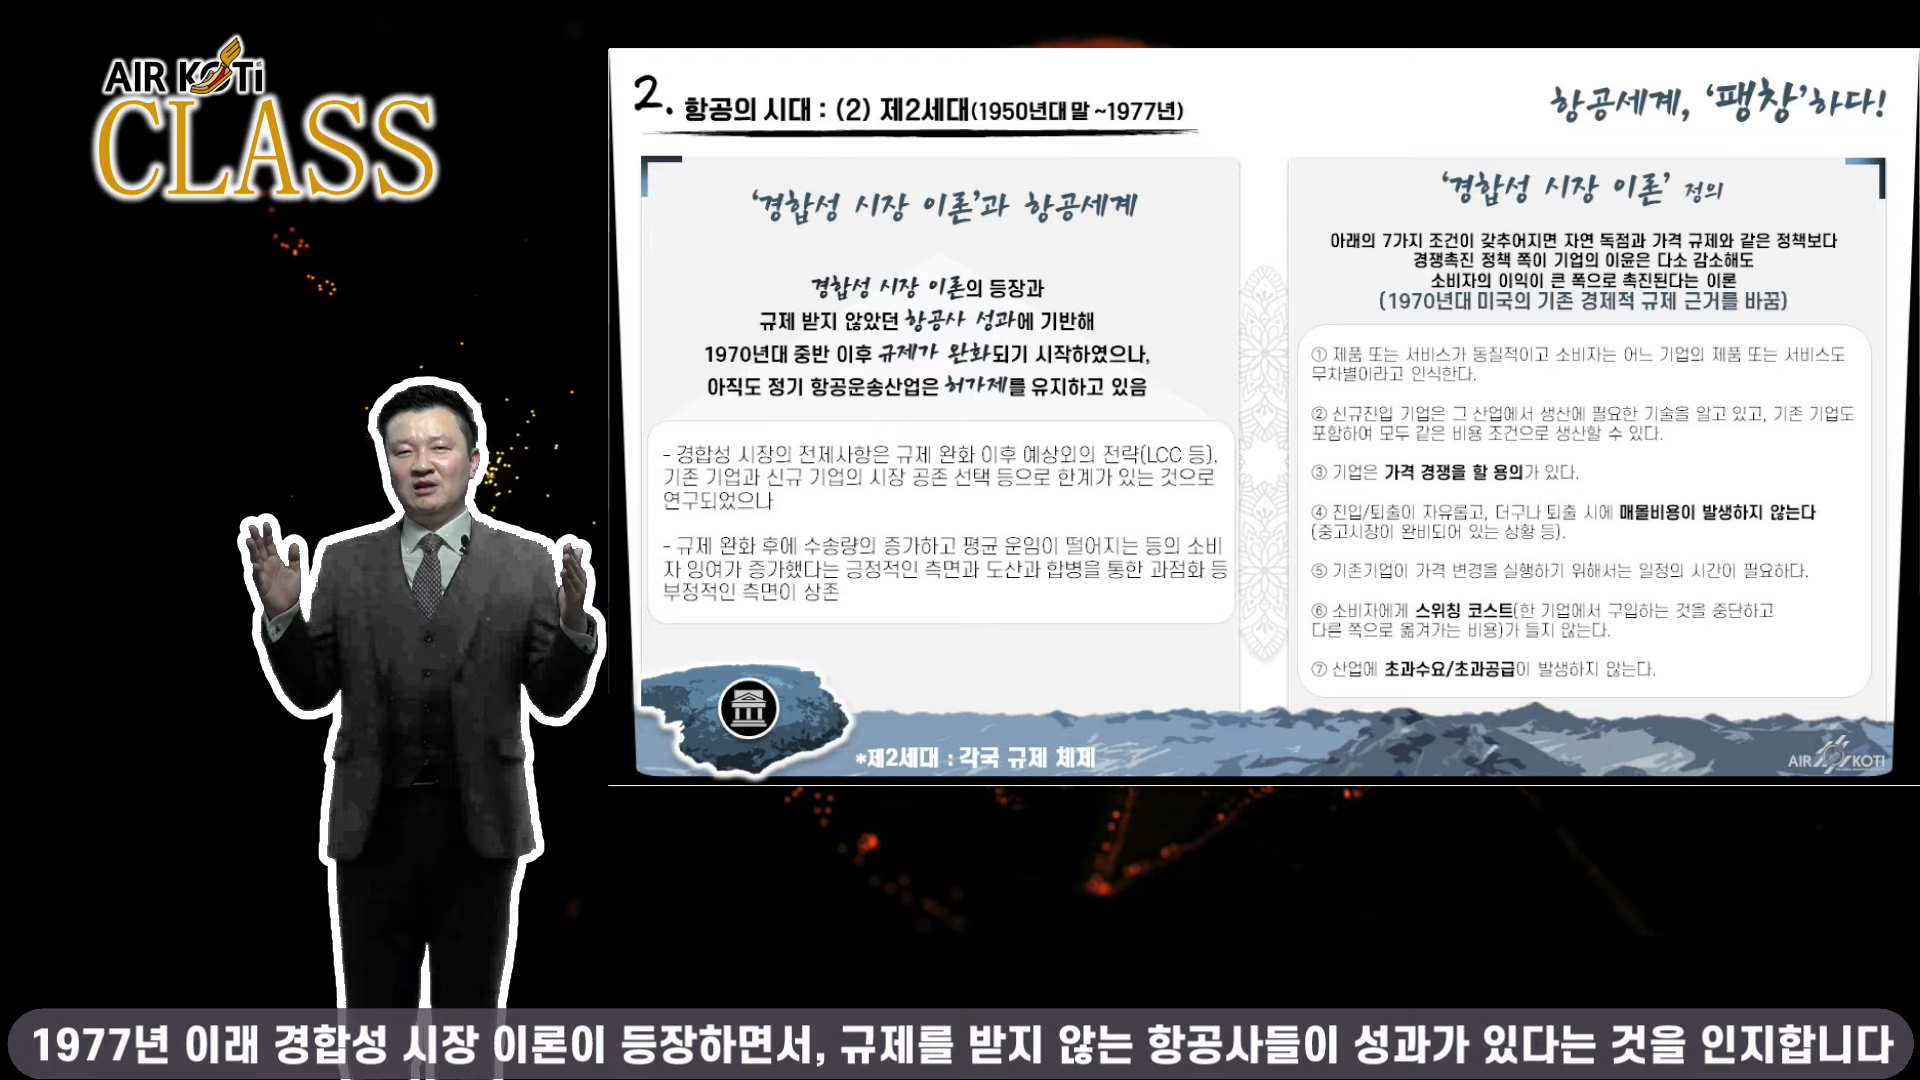 AIR KOTi
CLASS
2. 항공의 시대 : (2) 제2세대(1950년대 말 ~1977년)
항공세계, ‘팽창’하다!
‘경합성 시장 이론’과 항공세계
경합성 시장 이론의 등장과
규제 받지 않았던 항공사 성과에 기반해
1970년대 중반 이후 규제가 완화되기 시작하였으나,
아직도 정기 항공운송산업은 허가제를 유지하고 있음
- 경합성 시장의 전제사항은 규제 완화 이후 예상외의 전략(LCC 등),
기존 기업과 신규 기업의 시장 공존 선택 등으로 한계가 있는 것으로
연구되었으나
- 규제 완화 후에 수송량의 증가하고 평균 운임이 떨어지는 등의 소비
자 잉여가 증가했다는 긍정적인 측면과 도산과 합병을 통한 과점화 등
부정적인 측면이 상존
*제2세대 : 각국 규제 체제
‘경합성 시장 이론’ 정의
아래의 7가지 조건이 갖추어지면 자연 독점과 가격 규제와 같은 정책보다
경쟁촉진 정책 쪽이 기업의 이윤은 다소 감소해도
소비자의 이익이 큰 폭으로 촉진된다는 이론
(1970년대 미국의 기존 경제적 규제 근거를 바꿈)
① 제품 또는 서비스가 동질적이고 소비자는 어느 기업의 제품 또는 서비스도
무차별이라고 인식한다.
② 신규진입 기업은 그 산업에서 생산에 필요한 기술을 알고 있고, 기존 기업도
포함하여 모두 같은 비용 조건으로 생산할 수 있다.
③ 기업은 가격 경쟁을 할 용의가 있다.
④ 진입/퇴출이 자유롭고, 더구나 퇴출 시에 매몰비용이 발생하지 않는다
(중고시장이 완비되어 있는 상황 등).
⑤ 기존기업이 가격 변경을 실행하기 위해서는 일정의 시간이 필요하다.
⑥ 소비자에게 스위칭 코스트(한 기업에서 구입하는 것을 중단하고
다른 쪽으로 옮겨가는 비용)가 들지 않는다.
⑦ 산업에 초과수요/초과공급이 발생하지 않는다.
AIR KOTI
1977년 이래 경합성 시장 이론이 등장하면서, 규제를 받지 않는 항공사들이 성과가 있다는 것을 인지합니다